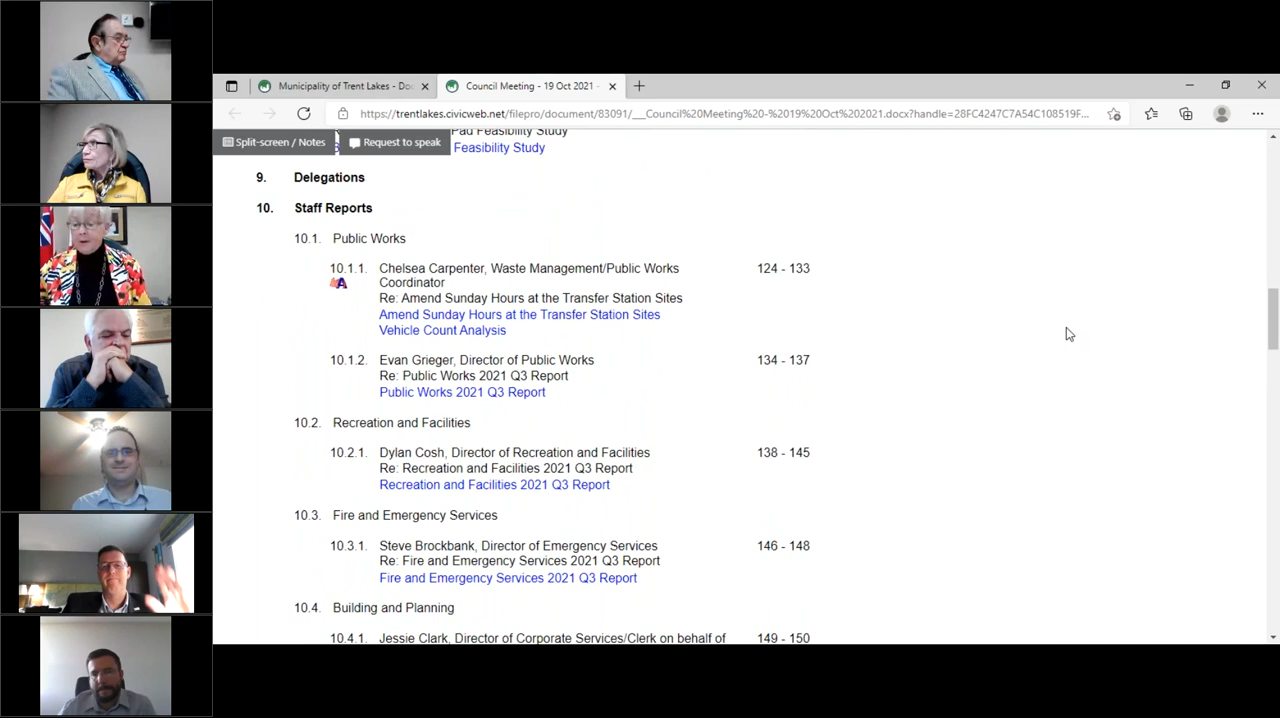 Municipality of Trent Lakes - Do
Council Meeting - 19 Oct 2021 -
https://trentlakes.civicweb.net/filepro/document/83091/___Council%20Meeting%20-%2019%20Oct%202021.docx?handle=28FC4247C7A54C108519F...
Pad Feasibility Study
Split-screen / Notes
Request to speak
Feasibility Study
9. Delegations
10. Staff Reports
10.1. Public Works
10.1.1. Chelsea Carpenter, Waste Management/Public Works 124 - 133
Coordinator
Re: Amend Sunday Hours at the Transfer Station Sites
Amend Sunday Hours at the Transfer Station Sites
Vehicle Count Analysis
10.1.2. Evan Grieger, Director of Public Works 134 - 137
Re: Public Works 2021 Q3 Report
Public Works 2021 Q3 Report
10.2. Recreation and Facilities
10.2.1. Dylan Cosh, Director of Recreation and Facilities 138 - 145
Re: Recreation and Facilities 2021 Q3 Report
Recreation and Facilities 2021 Q3 Report
10.3. Fire and Emergency Services
10.3.1. Steve Brockbank, Director of Emergency Services 146 - 148
Re: Fire and Emergency Services 2021 Q3 Report
Fire and Emergency Services 2021 Q3 Report
10.4. Building and Planning
10.4.1. Jessie Clark, Director of Corporate Services/Clerk on behalf of 149 - 150